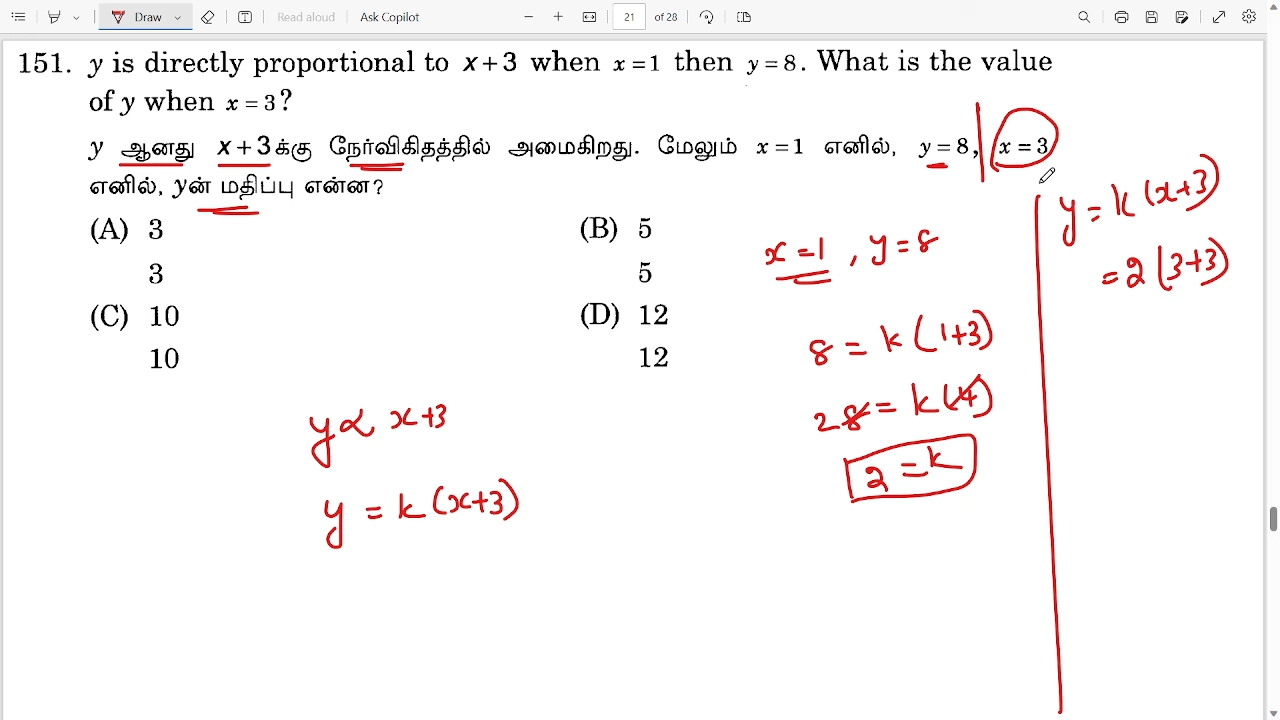 Draw Read aloud Ask Copilot 21 of 28
151. y is directly proportional to x+3 when x=1 then y=8. What is the value
of y when x=3?
y ஆனது x+3க்கு நேர்விகிதத்தில் அமைகிறது. மேலும் x=1 எனில், y=8, x=3
எனில், yன் மதிப்பு என்ன?
(A) 3
3
(B) 5
5
(C) 10
10
(D) 12
12
y ∝ x+3
y = k(x+3)
x=1, y=8
8 = k(1+3)
2 8 = k(4)
2 = k
y = k(x+3)
= 2(3+3)